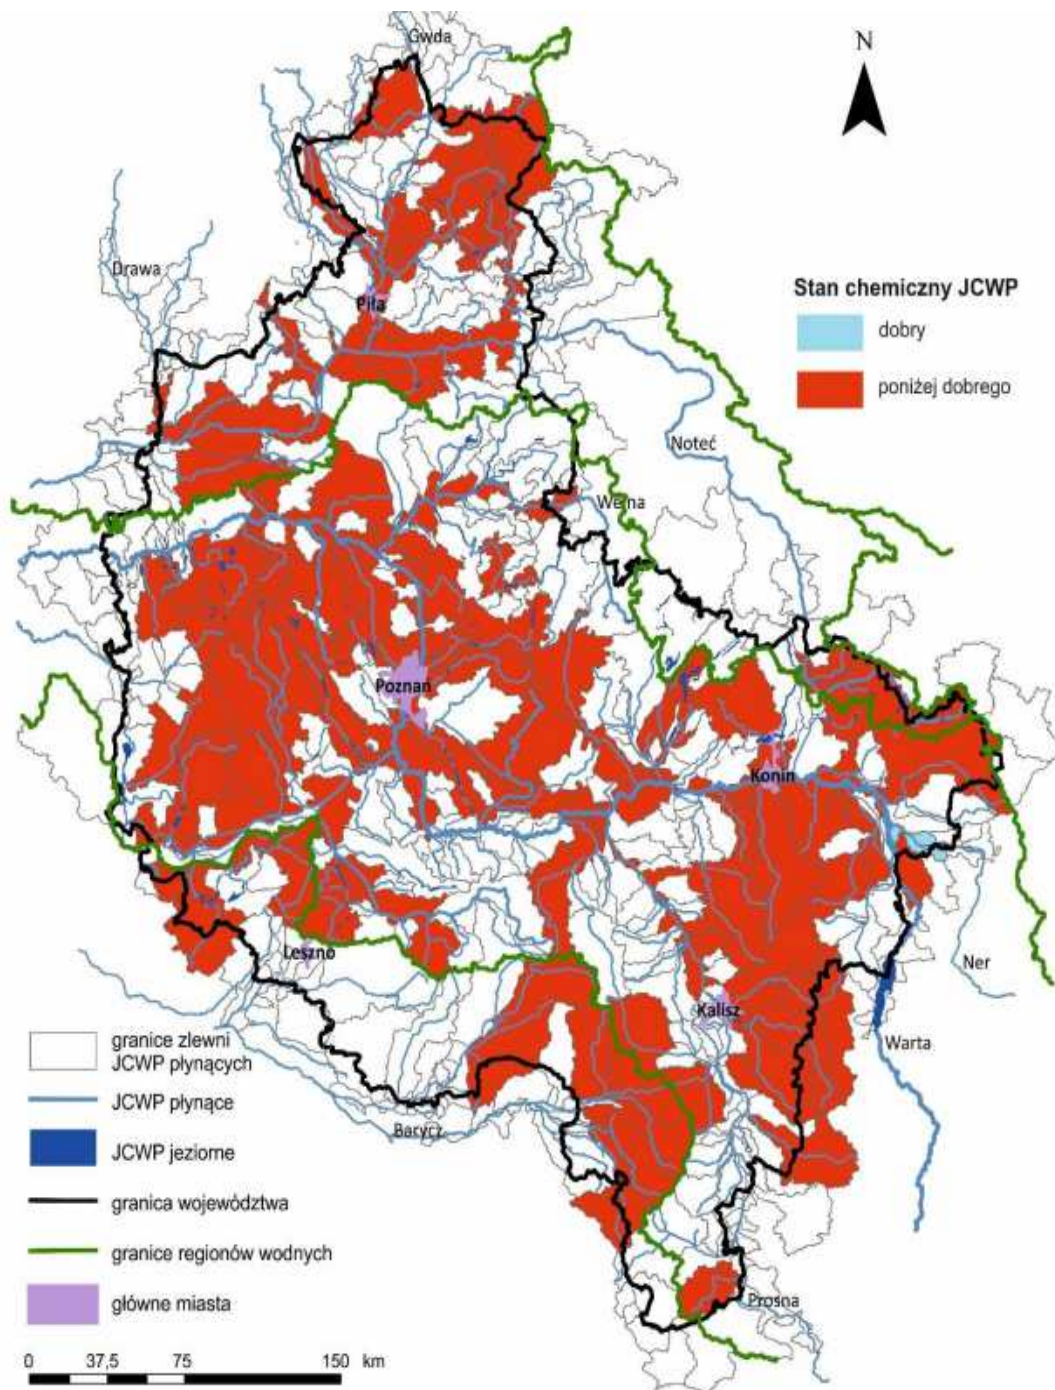 Gwda
N
Drawa
Stan chemiczny JCWP
dobry
poniżej dobrego
Piła
Noteć
Wełna
Poznan
Konin
Leszno
Ner
Kalisz
Warta
granice zlewni
JCWP płynących
JCWP płynące
Barycz
JCWP jeziorne
granica województwa
granice regionów wodnych
główne miasta
Prosna
0 37,5 75 150 km